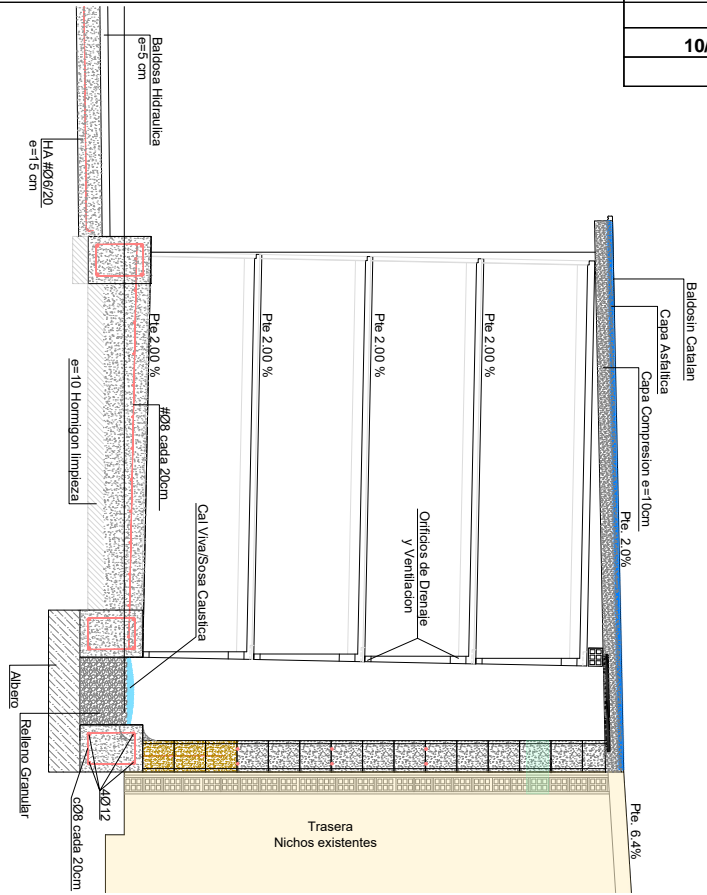 10/
Baldosa Hidraulica
e=5 cm
HA #Ø6/20
e=15 cm
Baldosin Catalan
Capa Asfaltica
Capa Compresion e=10cm
Pte. 2.0%
Pte 2.00 %
Pte 2.00 %
Pte 2.00 %
Pte 2.00 %
#Ø8 cada 20cm
e=10 Hormigon limpieza
Cal Viva/Sosa Caustica
Orificios de Drenaje
y Ventilacion
Albero
Relleno Granular
4Ø12
cØ8 cada 20cm
Pte. 6.4%
Trasera
Nichos existentes